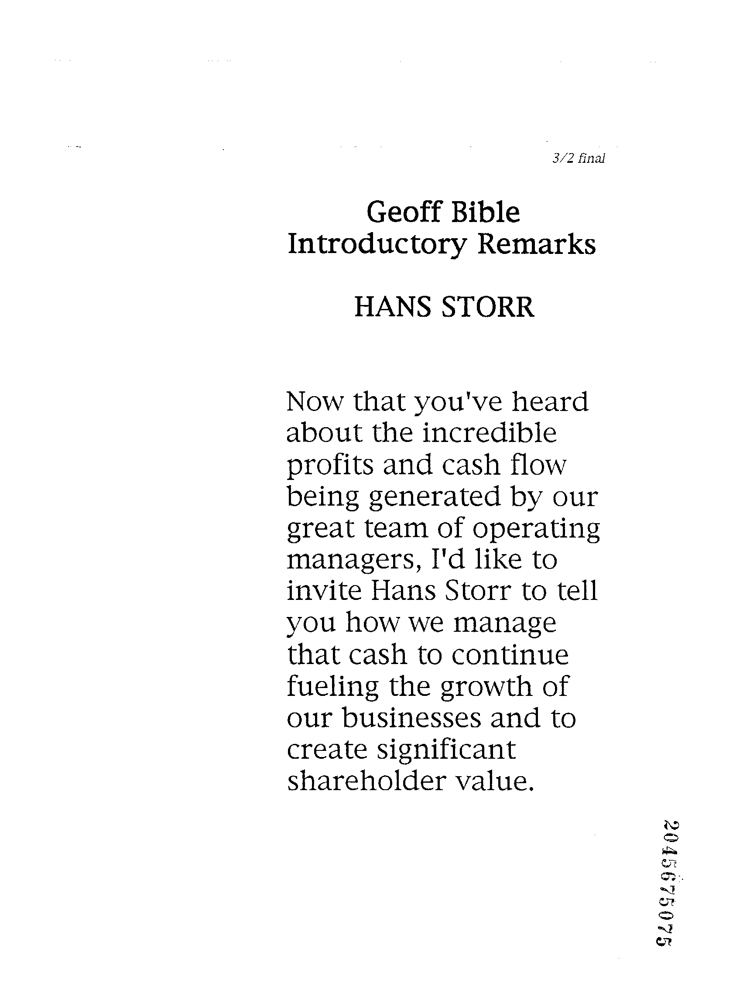 3/2 final
Geoff Bible
Introductory Remarks
HANS STORR
Now that you've heard
about the incredible
profits and cash flow
being generated by our
great team of operating
managers, I'd like to
invite Hans Storr to tell
you how we manage
that cash to continue
fueling the growth of
our businesses and to
create significant
shareholder value.
2045675075